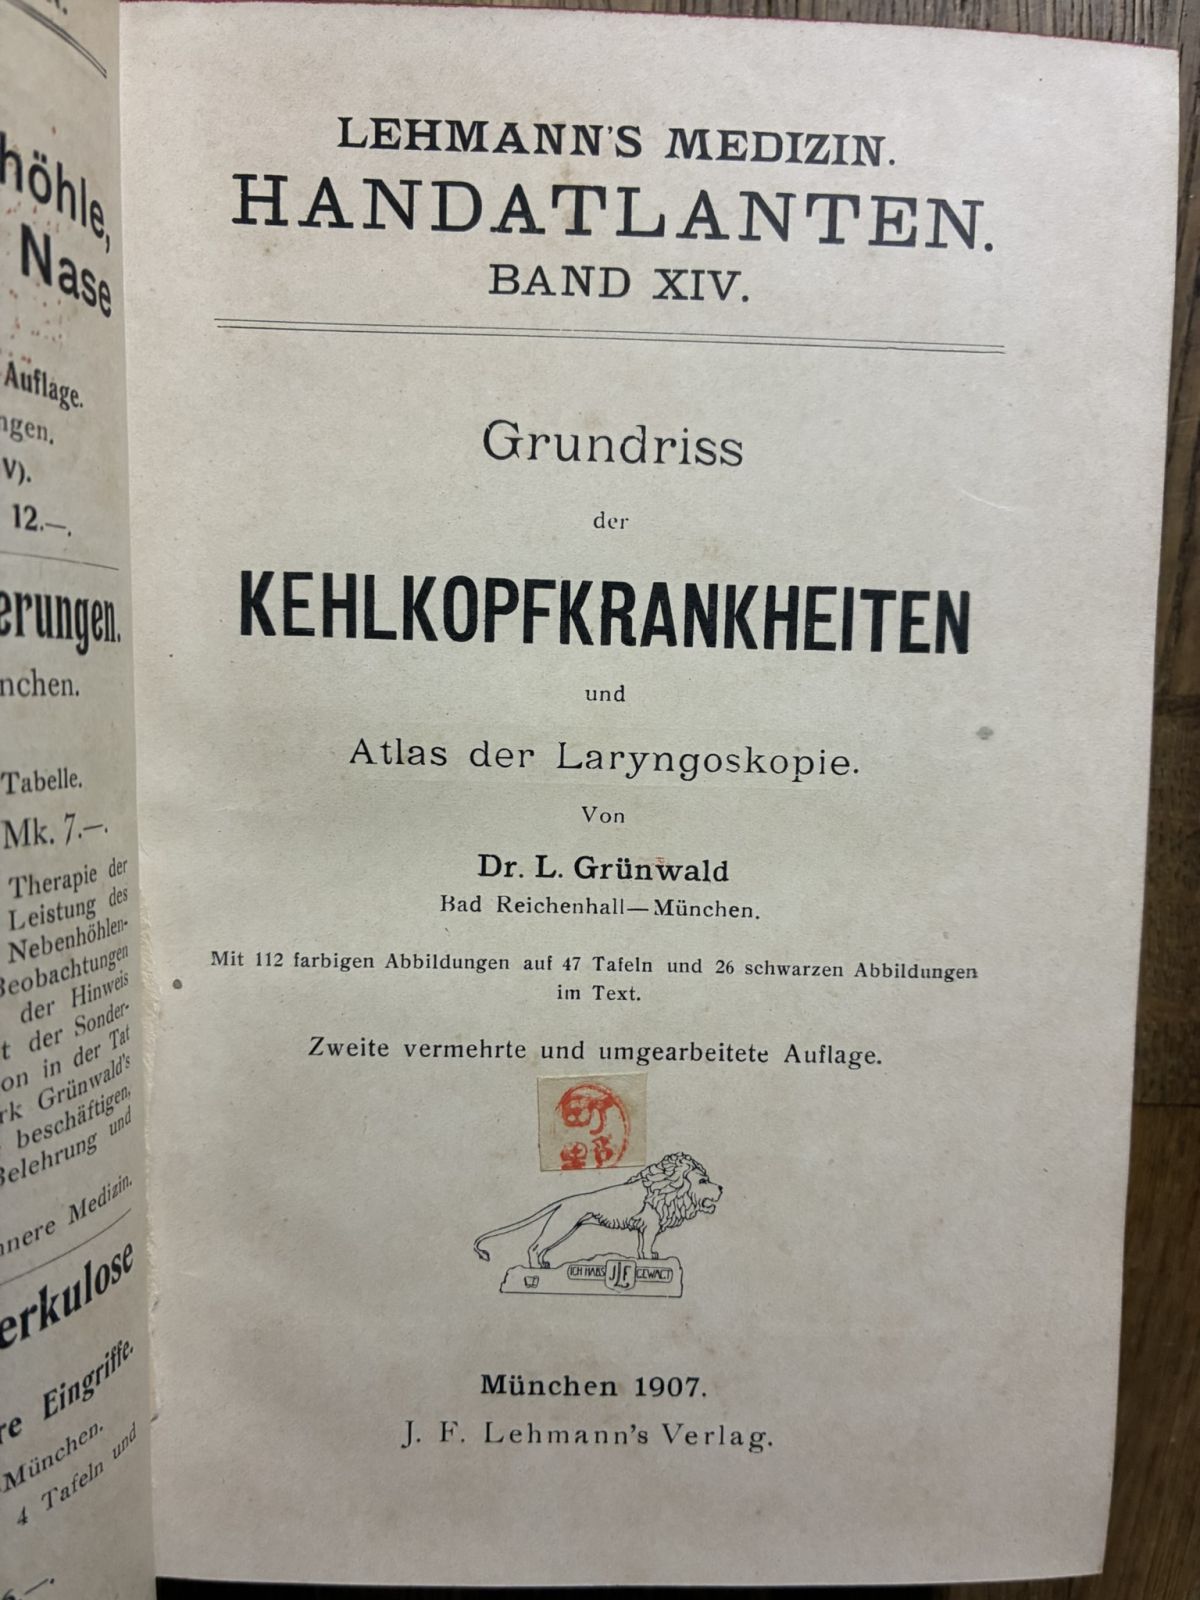 höhle,
Nase
Auflage.
V).
12.—.
erungen.
nchen.
Tabelle.
Mk. 7.—.
Therapie der
Leistung des
Nebenhöhlen-
Beobachtungen
der Hinweis
t der Sonder-
on in der Tat
rk Grünwald's
beschäftigen,
Belehrung und
nnere Medizin.
erkulose
re Eingriffe.
München.
4 Tafeln und
LEHMANN'S MEDIZIN.
HANDATLANTEN.
BAND XIV.
Grundriss
der
KEHLKOPFKRANKHEITEN
und
Atlas der Laryngoskopie.
Von
Dr. L. Grünwald
Bad Reichenhall—München.
Mit 112 farbigen Abbildungen auf 47 Tafeln und 26 schwarzen Abbildungen
im Text.
Zweite vermehrte und umgearbeitete Auflage.
町野
ICH HABS JLF GEWAGT
München 1907.
J. F. Lehmann's Verlag.